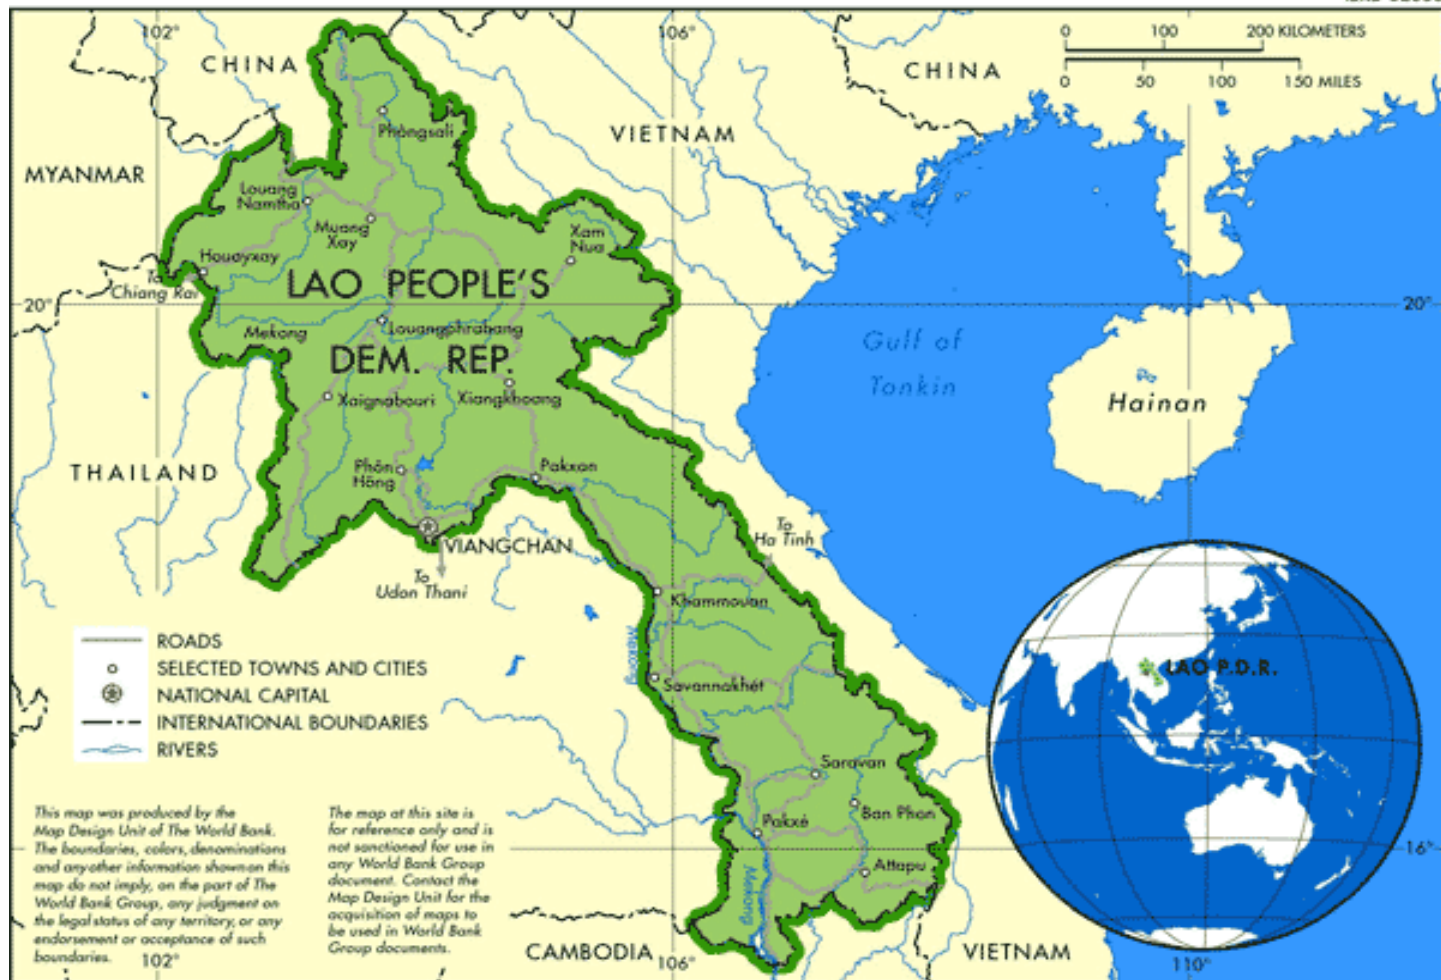 102°
106°
0 100 200 KILOMETERS
0 50 100 150 MILES
CHINA
CHINA
VIETNAM
MYANMAR
Phôngsali
Louang
Namtha
Muang
Xay
Xam
Nua
Houayxay
To
Chiang Rai
LAO PEOPLE'S
DEM. REP.
20°
20°
Mekong
Louangphrabang
Gulf of
Tonkin
Hainan
Xaignabouri
Xiangkhoang
THAILAND
Phôn
Hông
Pakxan
VIANGCHAN
To
Udon Thani
To
Ha Tinh
Khammouan
Mekong
Savannakhét
LAO P.D.R.
ROADS
SELECTED TOWNS AND CITIES
NATIONAL CAPITAL
INTERNATIONAL BOUNDARIES
RIVERS
Saravan
Ban Phon
Pakxé
Attapu
Mekong
16°
This map was produced by the
Map Design Unit of The World Bank.
The boundaries, colors, denominations
and any other information shown on this
map do not imply, on the part of The
World Bank Group, any judgment on
the legal status of any territory, or any
endorsement or acceptance of such
boundaries.
The map at this site is
for reference only and is
not sanctioned for use in
any World Bank Group
document. Contact the
Map Design Unit for the
acquisition of maps to
be used in World Bank
Group documents.
CAMBODIA
VIETNAM
102°
106°
110°